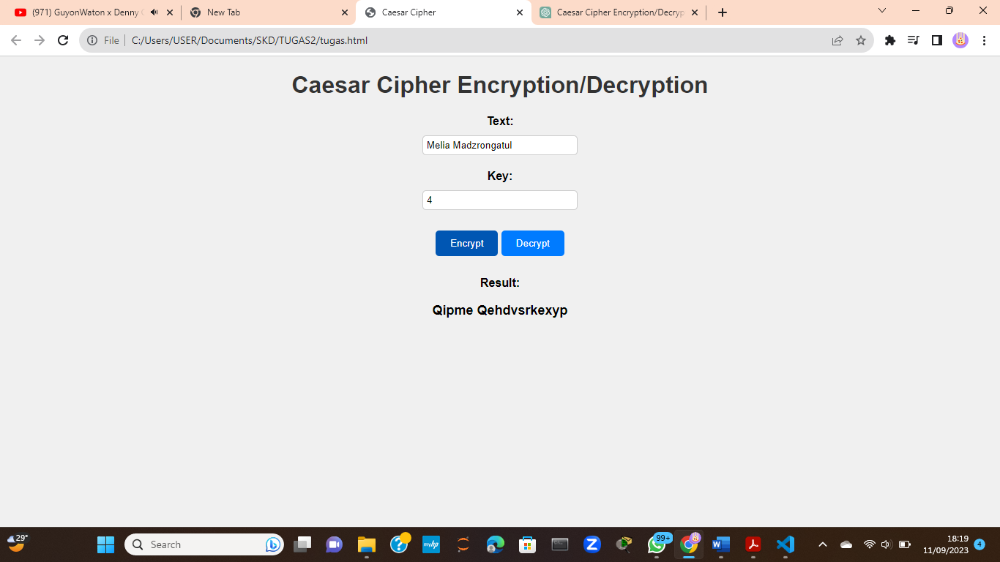 (971) GuyonWaton x Denny
New Tab
Caesar Cipher
Caesar Cipher Encryption/Decryp
File
C:/Users/USER/Documents/SKD/TUGAS2/tugas.html
Caesar Cipher Encryption/Decryption
Text:
Melia Madzrongatul
Key:
4
Encrypt Decrypt
Result:
Qipme Qehdvsrkexyp
29°
Search
myhp
99+
18:19
11/09/2023
4